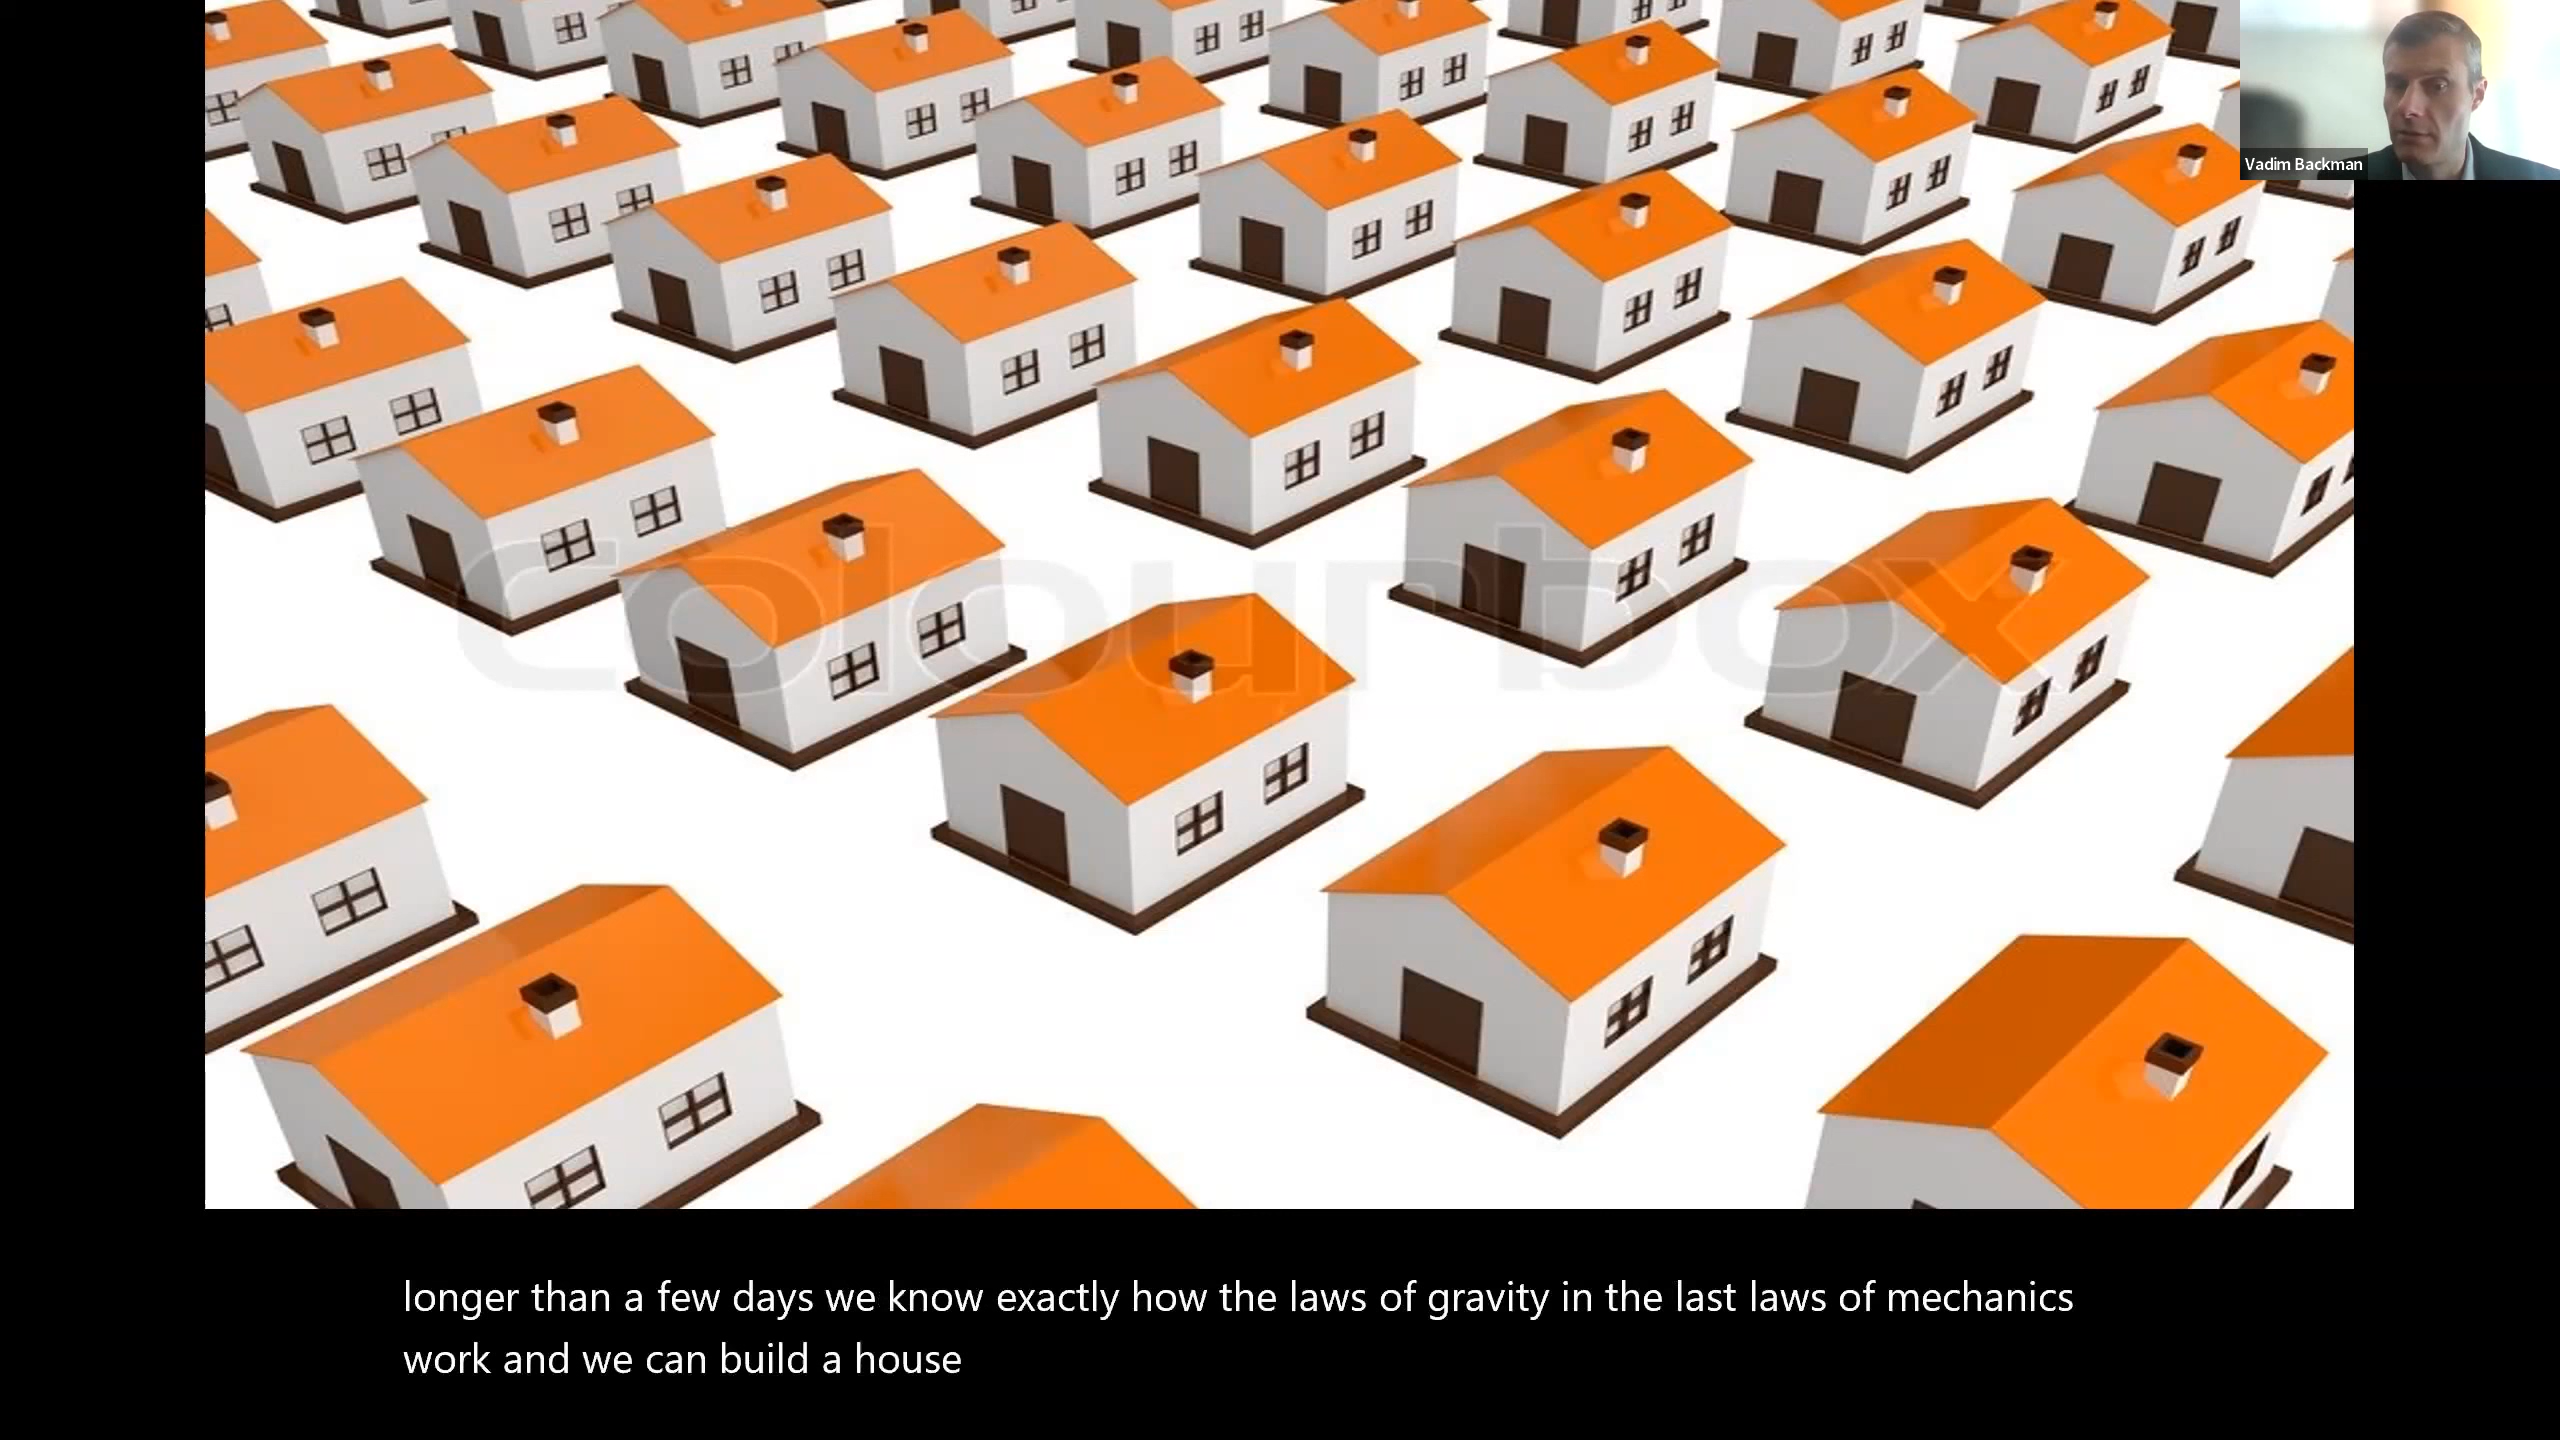 Vadim Backman
colourbox
longer than a few days we know exactly how the laws of gravity in the last laws of mechanics
work and we can build a house